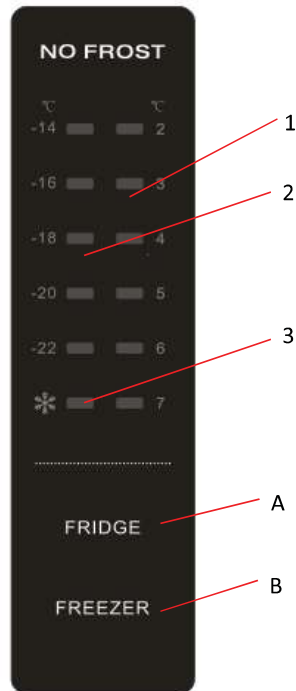 NO FROST
℃ ℃
-14 2
1
-16 3
2
-18 4
-20 5
3
-22 6
✻ 7
A
FRIDGE
B
FREEZER